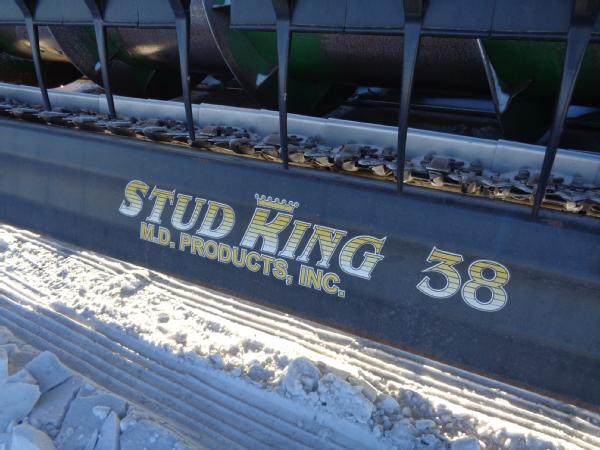 STUD KING 38
M.D. PRODUCTS, INC.